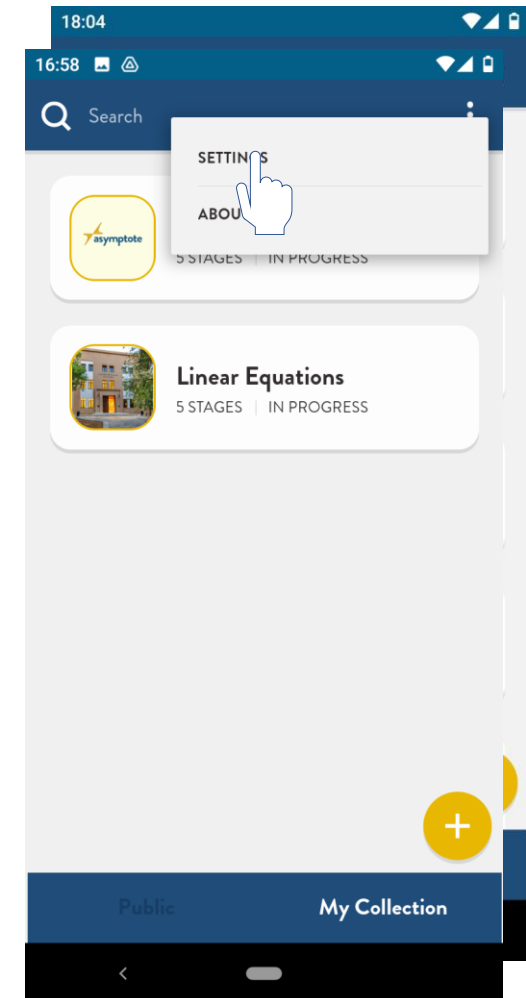 18:04
16:58
Search
SETTINGS
ABOU
asymptote
5 STAGES | IN PROGRESS
Linear Equations
5 STAGES | IN PROGRESS
Public
My Collection